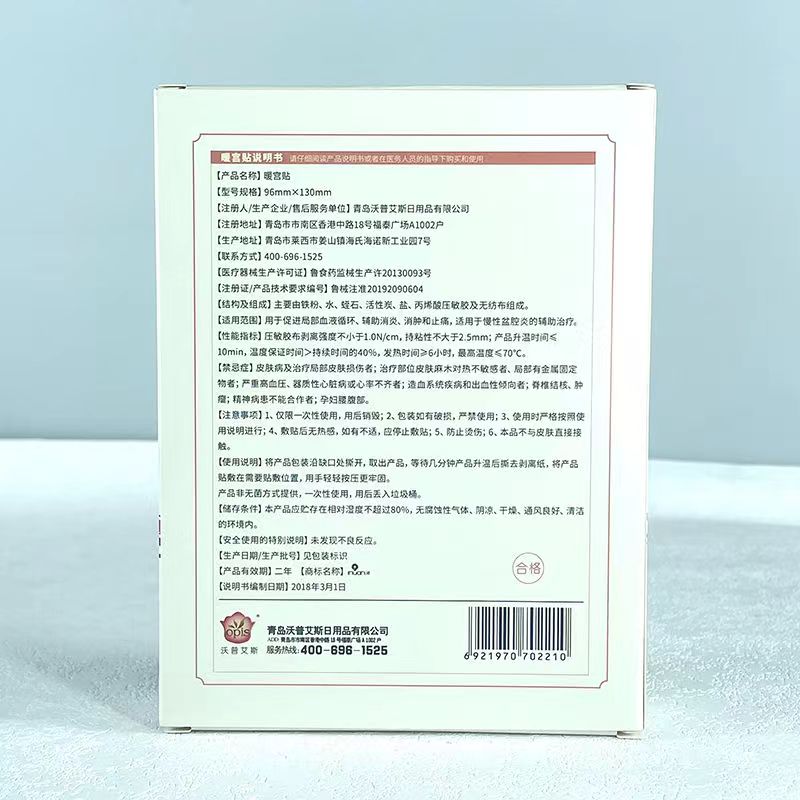 暖宫贴说明书 请仔细阅读产品说明书或者在医务人员的指导下购买和使用
【产品名称】暖宫贴
【型号规格】96mm×130mm
【注册人/生产企业/售后服务单位】青岛沃普艾斯日用品有限公司
【注册地址】青岛市市南区香港中路18号福泰广场A1002户
【生产地址】青岛市莱西市姜山镇海氏海诺新工业园7号
【联系方式】400-696-1525
【医疗器械生产许可证】鲁食药监械生产许20130093号
【注册证/产品技术要求编号】鲁械注准20192090604
【结构及组成】主要由铁粉、水、蛭石、活性炭、盐、丙烯酸压敏胶及无纺布组成。
【适用范围】用于促进局部血液循环、辅助消炎、消肿和止痛，适用于慢性盆腔炎的辅助治疗。
【性能指标】压敏胶布剥离强度不小于1.0N/cm，持粘性不大于2.5mm；产品升温时间≤
10min，温度保证时间＞持续时间的40%，发热时间≥6小时，最高温度≤70℃。
【禁忌症】皮肤病及治疗局部皮肤损伤者；治疗部位皮肤麻木对热不敏感者、局部有金属固定
物者；严重高血压、器质性心脏病或心率不齐者；造血系统疾病和出血性倾向者；脊椎结核、肿
瘤；精神病患不能合作者；孕妇腰腹部。
【注意事项】1、仅限一次性使用，用后销毁；2、包装如有破损，严禁使用；3、使用时严格按照使
用说明进行；4、敷贴后无热感，如有不适，应停止敷贴；5、防止烫伤；6、本品不与皮肤直接接
触。
【使用说明】将产品包装沿缺口处撕开，取出产品，等待几分钟产品升温后撕去剥离纸，将产品
贴敷在需要贴敷位置，用手轻轻按压更牢固。
产品非无菌方式提供，一次性使用，用后丢入垃圾桶。
【储存条件】本产品应贮存在相对湿度不超过80%，无腐蚀性气体、阴凉、干燥、通风良好、清洁
的环境内。
【安全使用的特别说明】未发现不良反应。
【生产日期/生产批号】见包装标识
【产品有效期】二年 【商标名称】
【说明书编制日期】2018年3月1日
合格
opis
沃普艾斯
青岛沃普艾斯日用品有限公司
ADD:青岛市市南区香港中路 18 号福泰广场 A 1002 户
服务热线:400-696-1525
6921970 702210